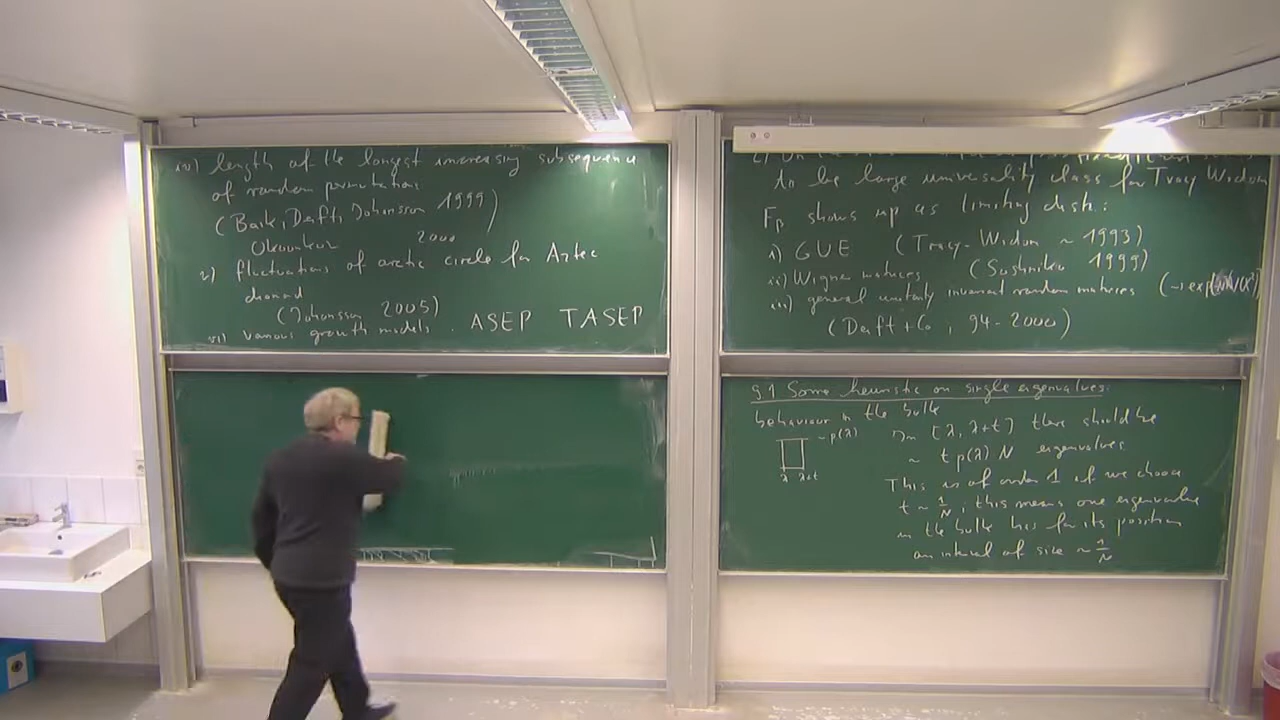 iv) length of the longest increasing subsequence
of random permutations
(Baik, Deift, Johansson 1999)
Okounkov 2000
v) fluctuations of arctic circle for Aztec
diamond
(Johansson 2005)
vi) various growth models. ASEP TASEP
large universality class for Tracy Widom
Fβ shows up as limiting distr.:
i) GUE (Tracy-Widom ~ 1993)
ii) Wigner matrices (Soshnikov 1999)
iii) general unitarily invariant random matrices
(Deift + Co, 94-2000)
§9.1 Some heuristic on single eigenvalues
behaviour in the bulk
~ p(λ)
λ λ+t
In [λ, λ+t] there should be
~ t p(λ) N eigenvalues
This is of order 1 if we choose
t ~ 1/N; this means one eigenvalue
in the bulk has for its position
an interval of size ~ 1/N